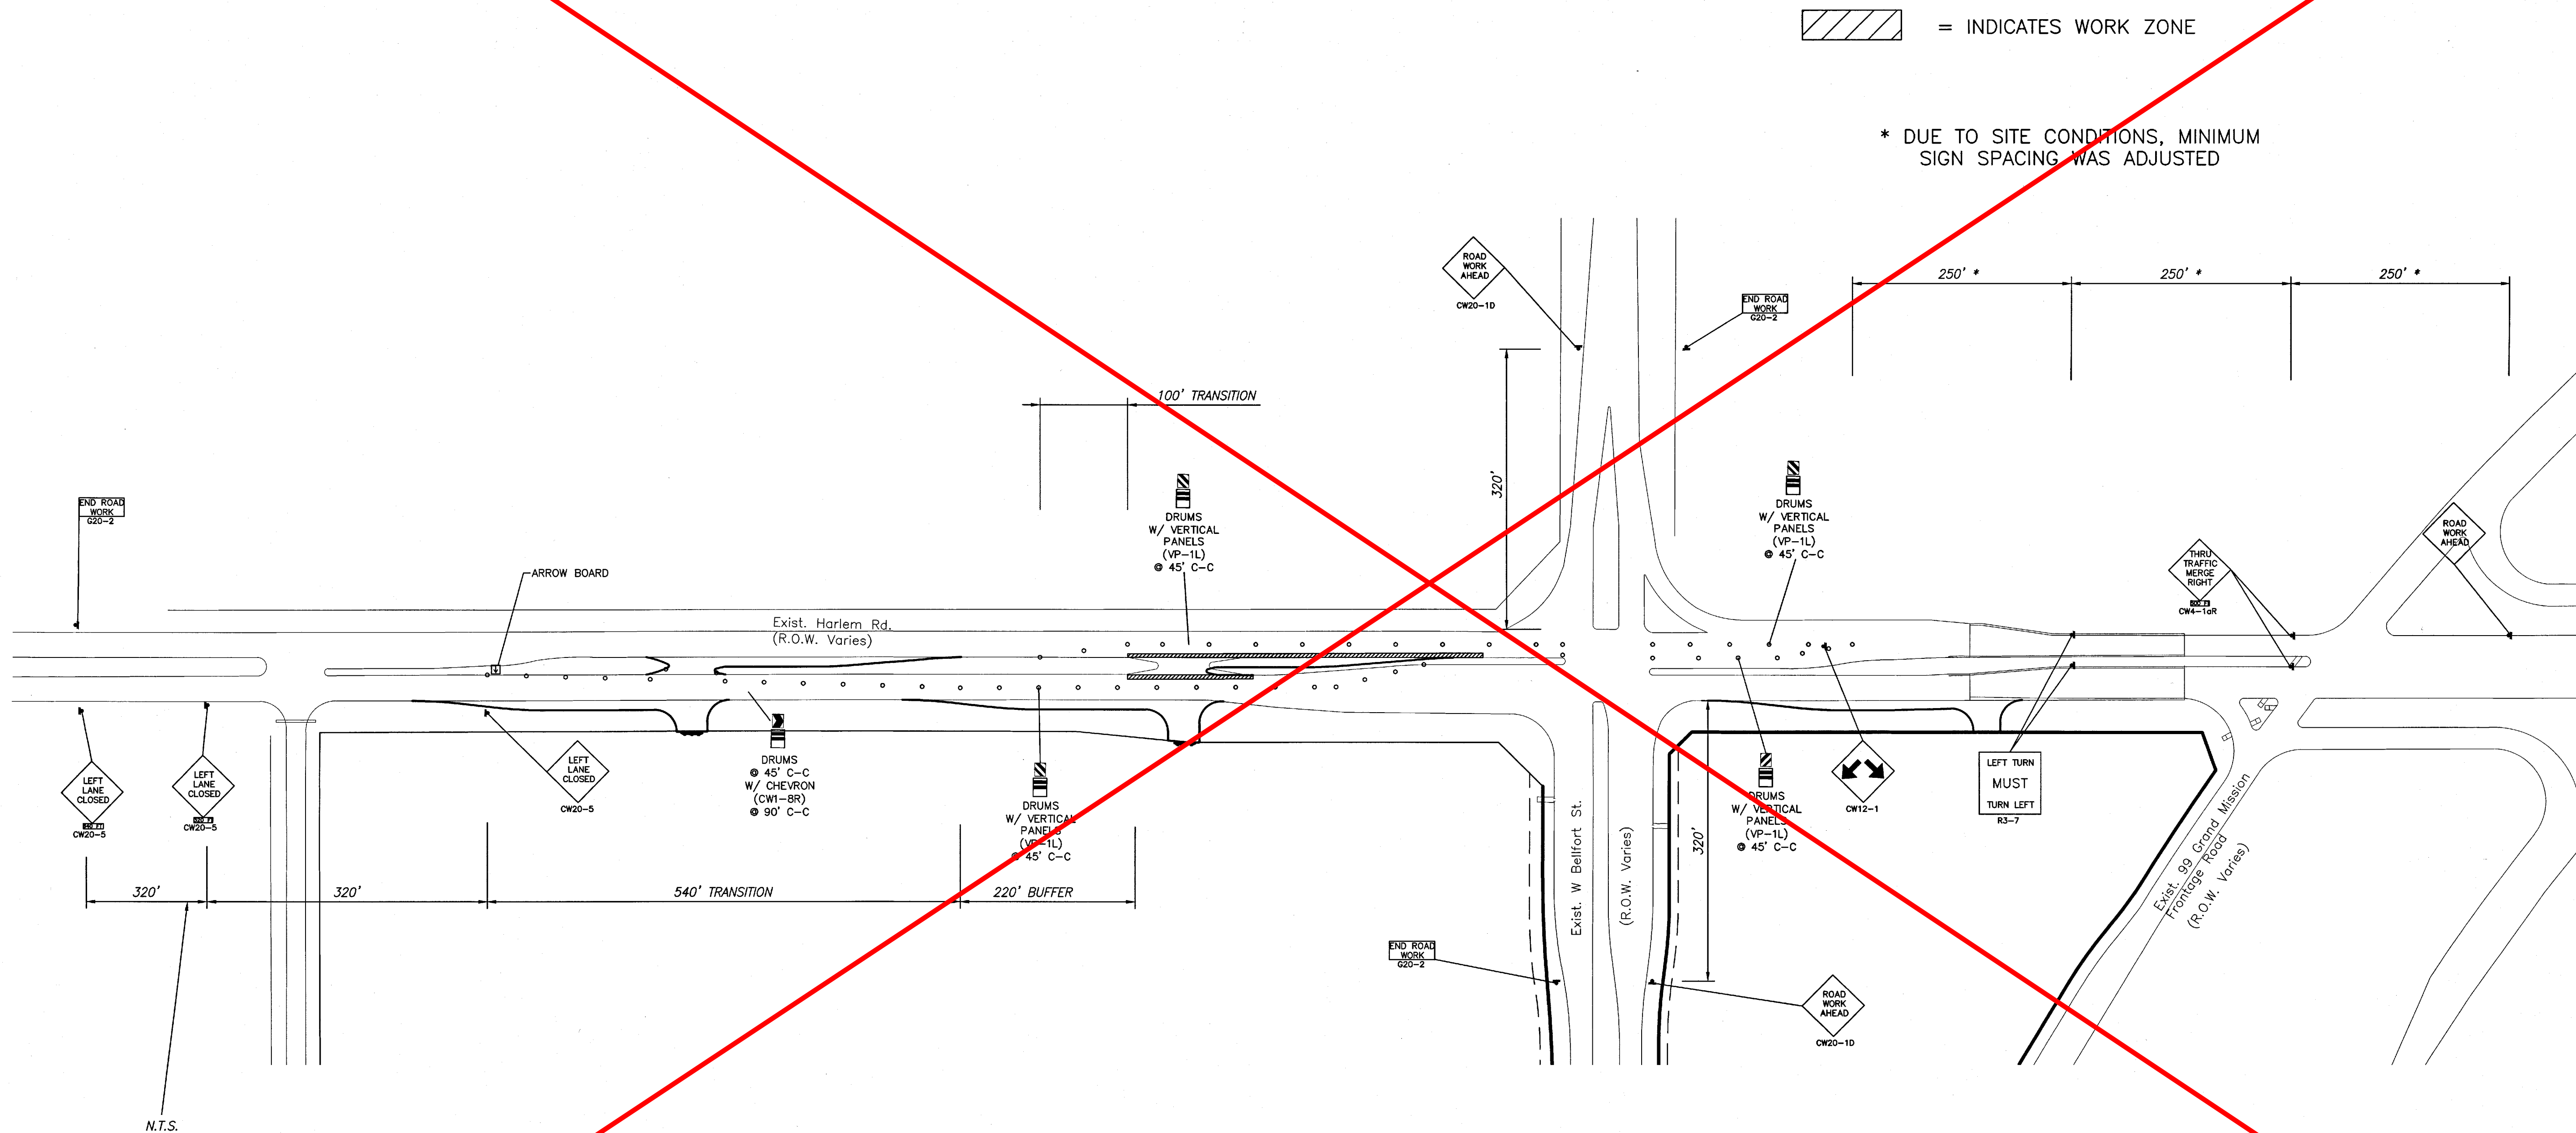 = INDICATES WORK ZONE
* DUE TO SITE CONDITIONS, MINIMUM
SIGN SPACING WAS ADJUSTED
ROAD
WORK
AHEAD
CW20-1D
END ROAD
WORK
G20-2
250' *
250' *
250' *
100' TRANSITION
320'
DRUMS
W/ VERTICAL
PANELS
(VP-1L)
@ 45' C-C
DRUMS
W/ VERTICAL
PANELS
(VP-1L)
@ 45' C-C
END ROAD
WORK
G20-2
ARROW BOARD
Exist. Harlem Rd.
(R.O.W. Varies)
THRU
TRAFFIC
MERGE
RIGHT
500 FT
CW4-1aR
ROAD
WORK
AHEAD
LEFT
LANE
CLOSED
CW20-5
LEFT
LANE
CLOSED
CW20-5
LEFT
LANE
CLOSED
CW20-5
DRUMS
@ 45' C-C
W/ CHEVRON
(CW1-8R)
@ 90' C-C
DRUMS
W/ VERTICAL
PANELS
(VP-1L)
@ 45' C-C
DRUMS
W/ VERTICAL
PANELS
(VP-1L)
@ 45' C-C
CW12-1
LEFT TURN
MUST
TURN LEFT
R3-7
320'
320'
540' TRANSITION
220' BUFFER
Exist. W Bellfort St.
(R.O.W. Varies)
320'
Exist. 99 Grand Mission
Frontage Road
(R.O.W. Varies)
END ROAD
WORK
G20-2
ROAD
WORK
AHEAD
CW20-1D
N.T.S.